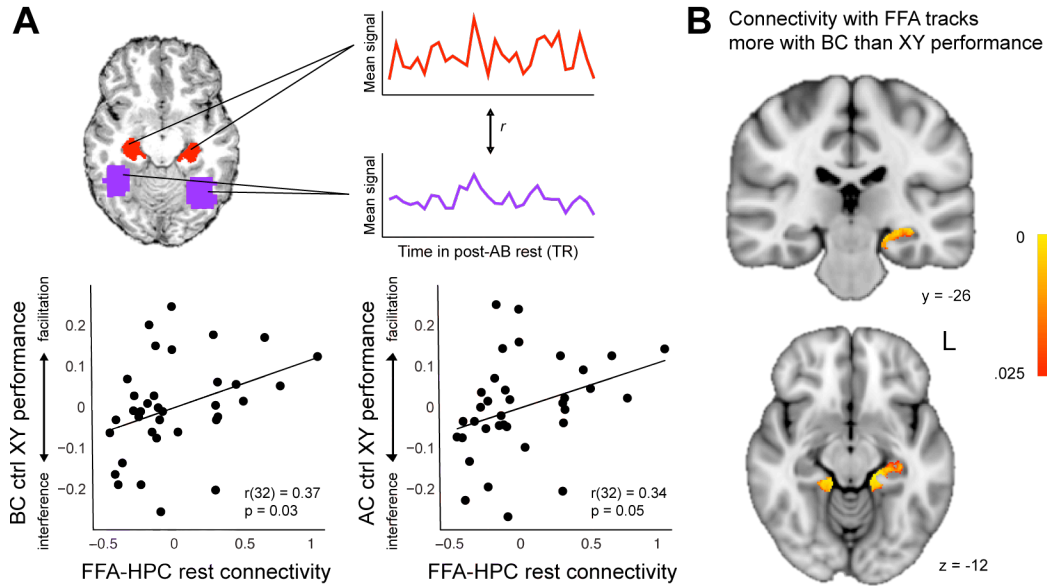 A
Mean signal
r
Mean signal
Time in post-AB rest (TR)
BC ctrl XY performance
interference
facilitation
0.2
0.1
0
−0.1
−0.2
r(32) = 0.37
p = 0.03
−0.5
0
0.5
1
FFA-HPC rest connectivity
AC ctrl XY performance
interference
facilitation
0.2
0.1
0
−0.1
−0.2
r(32) = 0.34
p = 0.05
−0.5
0
0.5
1
FFA-HPC rest connectivity
B
Connectivity with FFA tracks
more with BC than XY performance
y = -26
0
.025
L
z = -12